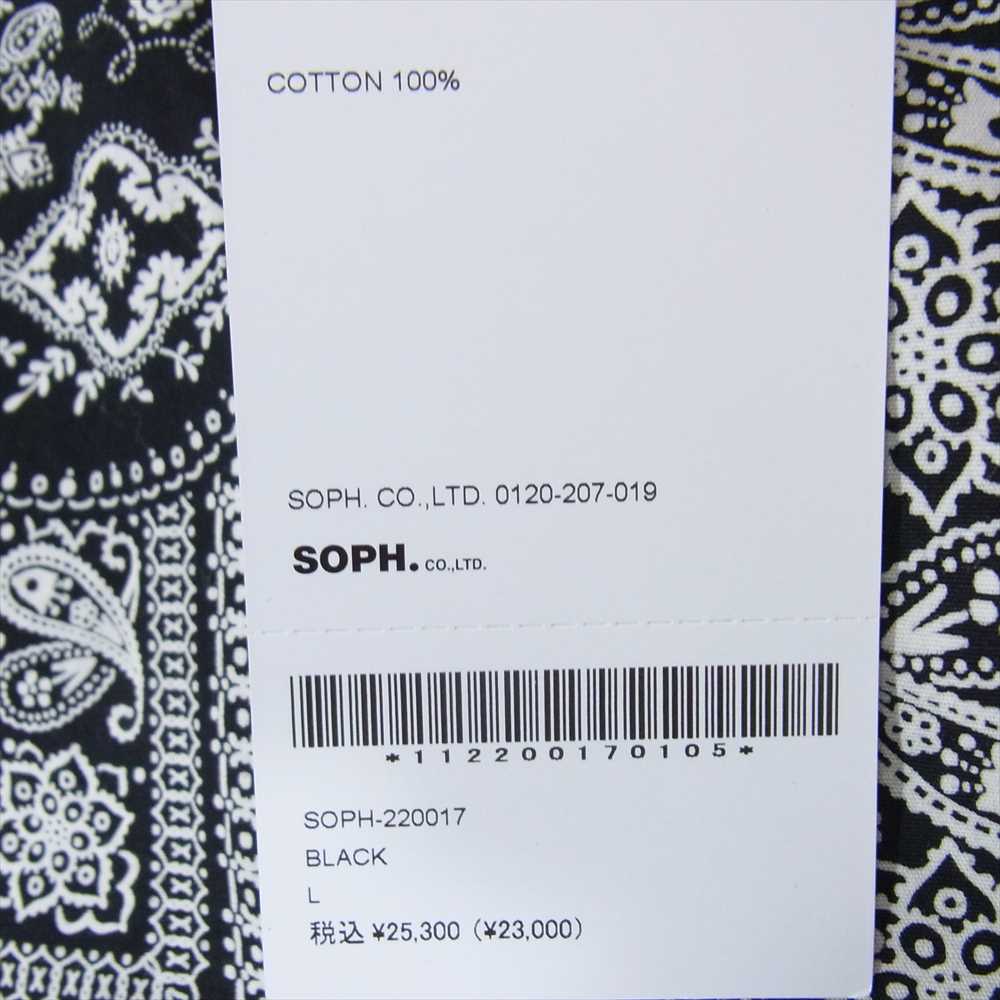 COTTON 100%
SOPH. CO.,LTD. 0120-207-019
SOPH. CO.,LTD.
*112200170105*
SOPH-220017
BLACK
L
税込 ¥25,300 (¥23,000)